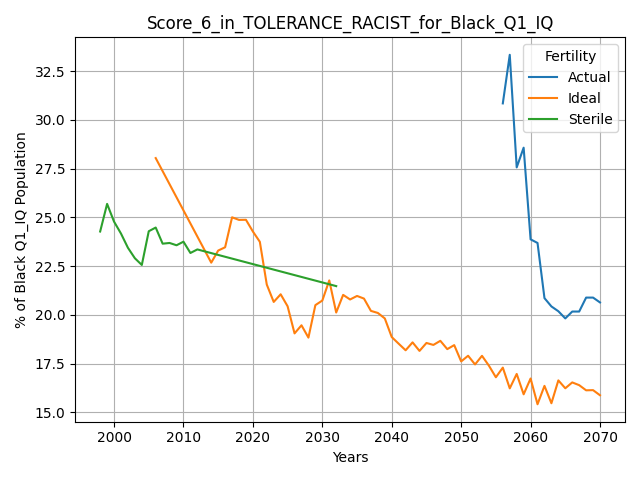 Score_6_in_TOLERANCE_RACIST_for_Black_Q1_IQ
Fertility
Actual
Ideal
Sterile
% of Black Q1_IQ Population
32.5
30.0
27.5
25.0
22.5
20.0
17.5
15.0
2000 2010 2020 2030 2040 2050 2060 2070
Years